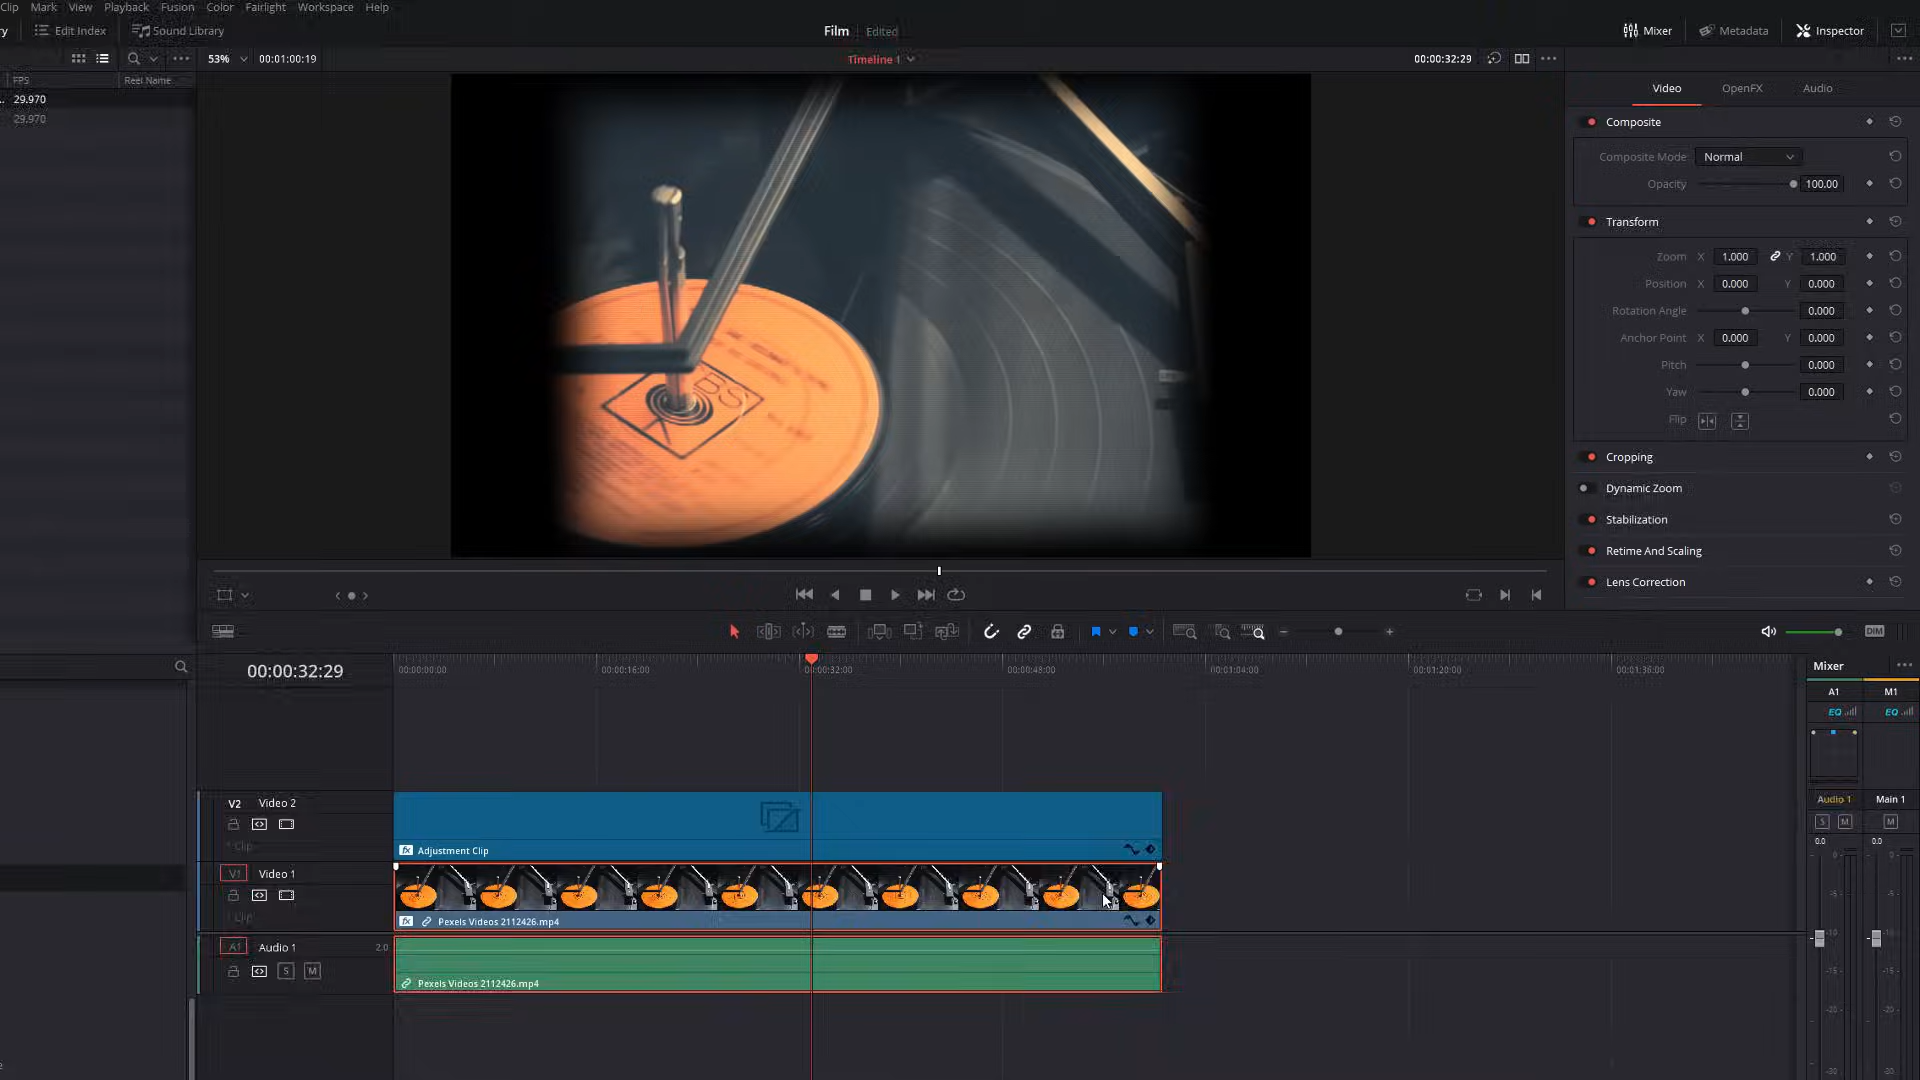 Clip Mark View Playback Fusion Color Fairlight Workspace Help
Edit Index Sound Library Film Edited Mixer Metadata Inspector
53% 00:01:00:19 Timeline 1 00:00:32:29
FPS Reel Name
29.970
29.970
Video OpenFX Audio
Composite
Composite Mode Normal
Opacity 100.00
Transform
Zoom X 1.000 Y 1.000
Position X 0.000 Y 0.000
Rotation Angle 0.000
Anchor Point X 0.000 Y 0.000
Pitch 0.000
Yaw 0.000
Flip
Cropping
Dynamic Zoom
Stabilization
Retime And Scaling
Lens Correction
DIM
00:00:32:29 00:00:00:00 00:00:16:00 00:00:32:00 00:00:48:00 00:01:04:00 00:01:20:00 00:01:36:00
Mixer
A1 M1
EQ EQ
V2 Video 2
Adjustment Clip
V1 Video 1
Pexels Videos 2112426.mp4
A1 Audio 1 2.0
S M
Pexels Videos 2112426.mp4
Audio 1 Main 1
S M M
0.0 0.0